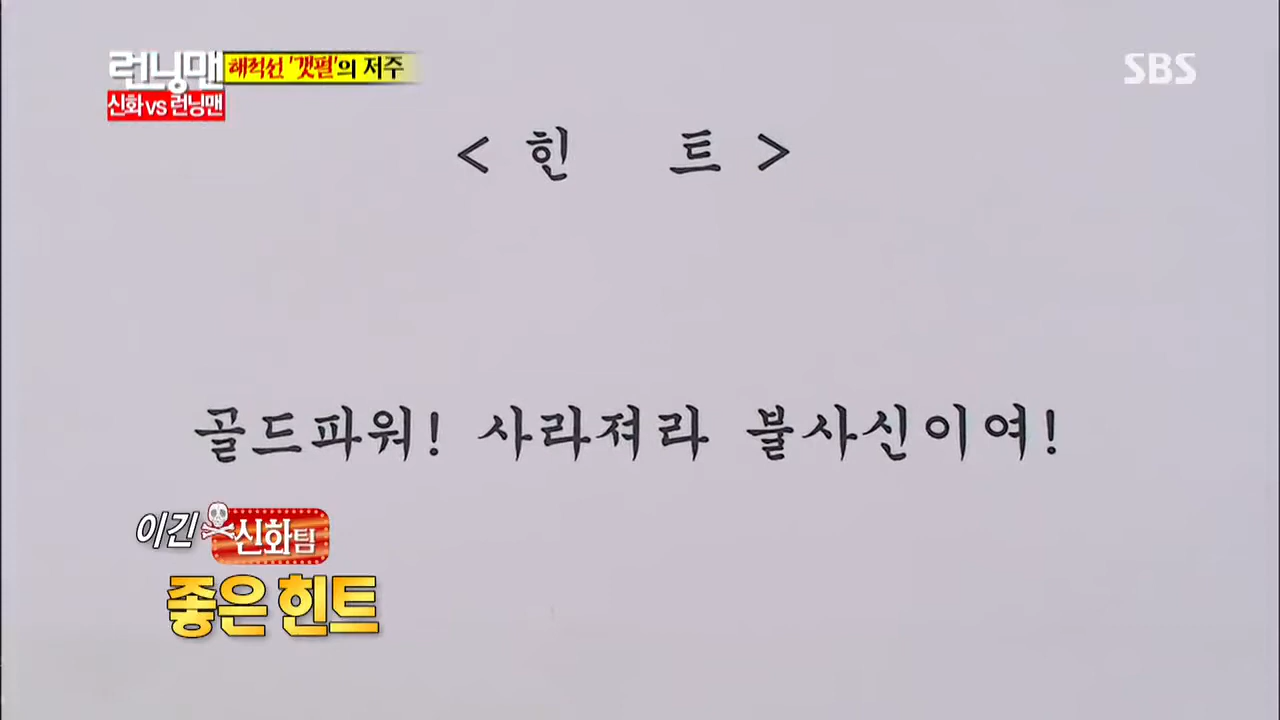 런닝맨 해적선 '갯펄'의 저주
신화 vs 런닝맨
SBS
< 힌 트 >
골드파워! 사라져라 불사신이여!
이긴 신화팀
좋은 힌트